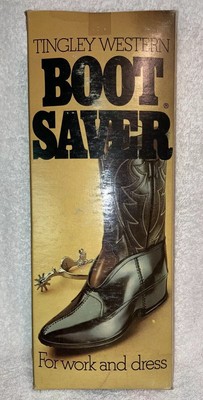 TINGLEY WESTERN
BOOT
SAVER®
For work and dress